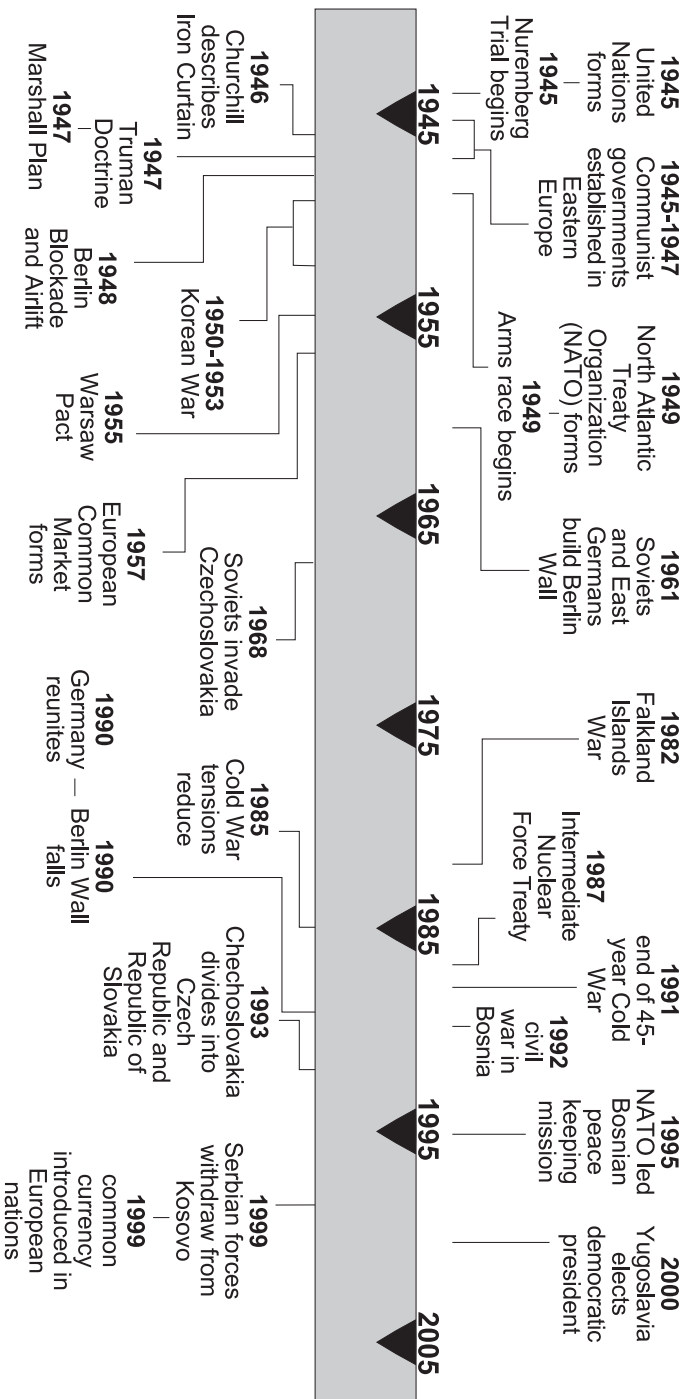 1945
United
Nations
forms
1945
Nuremberg
Trial begins
1945-1947
Communist
governments
established in
Eastern
Europe
1949
North Atlantic
Treaty
Organization
(NATO) forms
1949
Arms race begins
1961
Soviets
and East
Germans
build Berlin
Wall
1982
Falkland
Islands
War
1987
Intermediate
Nuclear
Force Treaty
1991
end of 45-
year Cold
War
1992
civil
war in
Bosnia
1995
NATO led
Bosnian
peace
keeping
mission
2000
Yugoslavia
elects
democratic
president
1945
1955
1965
1975
1985
1995
2005
1946
Churchill
describes
Iron Curtain
1947
Truman
Doctrine
1947
Marshall Plan
1948
Berlin
Blockade
and Airlift
1950-1953
Korean War
1955
Warsaw
Pact
1957
European
Common
Market
forms
1968
Soviets invade
Czechoslovakia
1985
Cold War
tensions
reduce
1990
Germany
reunites
1990
Berlin Wall
falls
1993
Chechoslovakia
divides into
Czech
Republic and
Republic of
Slovakia
1999
Serbian forces
withdraw from
Kosovo
1999
common
currency
introduced in
European
nations